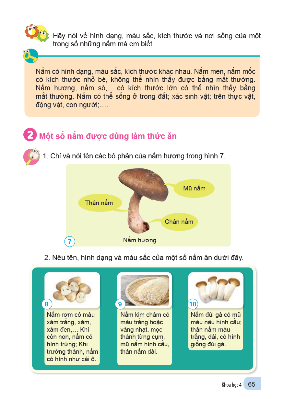 Hãy nói về hình dạng, màu sắc, kích thước và nơi sống của một
trong số những nấm mà em biết
Nấm có hình dạng, màu sắc, kích thước khác nhau. Nấm men, nấm mốc
có kích thước nhỏ bé, không thể nhìn thấy được bằng mắt thường.
Nấm hương, nấm sò,... có kích thước lớn có thể nhìn thấy bằng
mắt thường. Nấm có thể sống ở trong đất; xác sinh vật; trên thực vật,
động vật, con người;....
2 Một số nấm được dùng làm thức ăn
1. Chỉ và nói tên các bộ phận của nấm hương trong hình 7.
Mũ nấm
Thân nấm
Chân nấm
7
Nấm hương
2. Nêu tên, hình dạng và màu sắc của một số nấm ăn dưới đây.
8
Nấm rơm có màu
xám trắng, xám,
xám đen,... Khi
còn non, nấm có
hình trứng; Khi
trưởng thành, nấm
có hình như cái ô.
9
Nấm kim châm có
màu trắng hoặc
vàng nhạt, mọc
thành từng cụm,
mũ nấm hình cầu,
thân nấm dài.
10
Nấm đùi gà có mũ
màu nâu hình cầu;
thân nấm màu
trắng, dài, có hình
giống đùi gà.
Khoa học 4
65